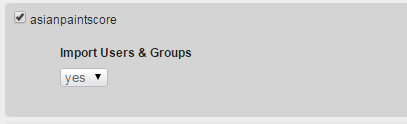 asianpaintscore
Import Users & Groups
yes